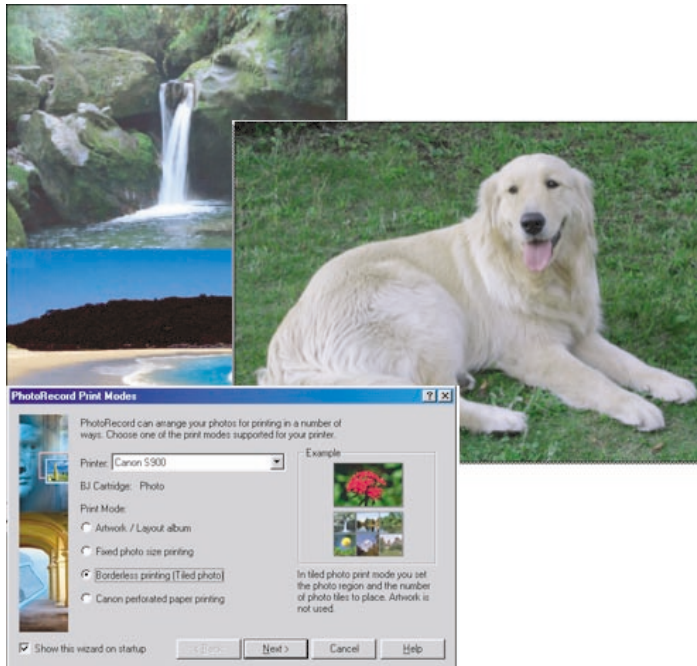 PhotoRecord Print Modes
PhotoRecord can arrange your photos for printing in a number of
ways. Choose one of the print modes supported for your printer.
Printer: Canon S900
Example
BJ Cartridge: Photo
Print Mode:
Artwork / Layout album
Fixed photo size printing
Borderless printing (Tiled photo)
Canon perforated paper printing
In tiled photo print mode you set
the photo region and the number
of photo tiles to place. Artwork is
not used.
Show this wizard on startup
< Back
Next >
Cancel
Help